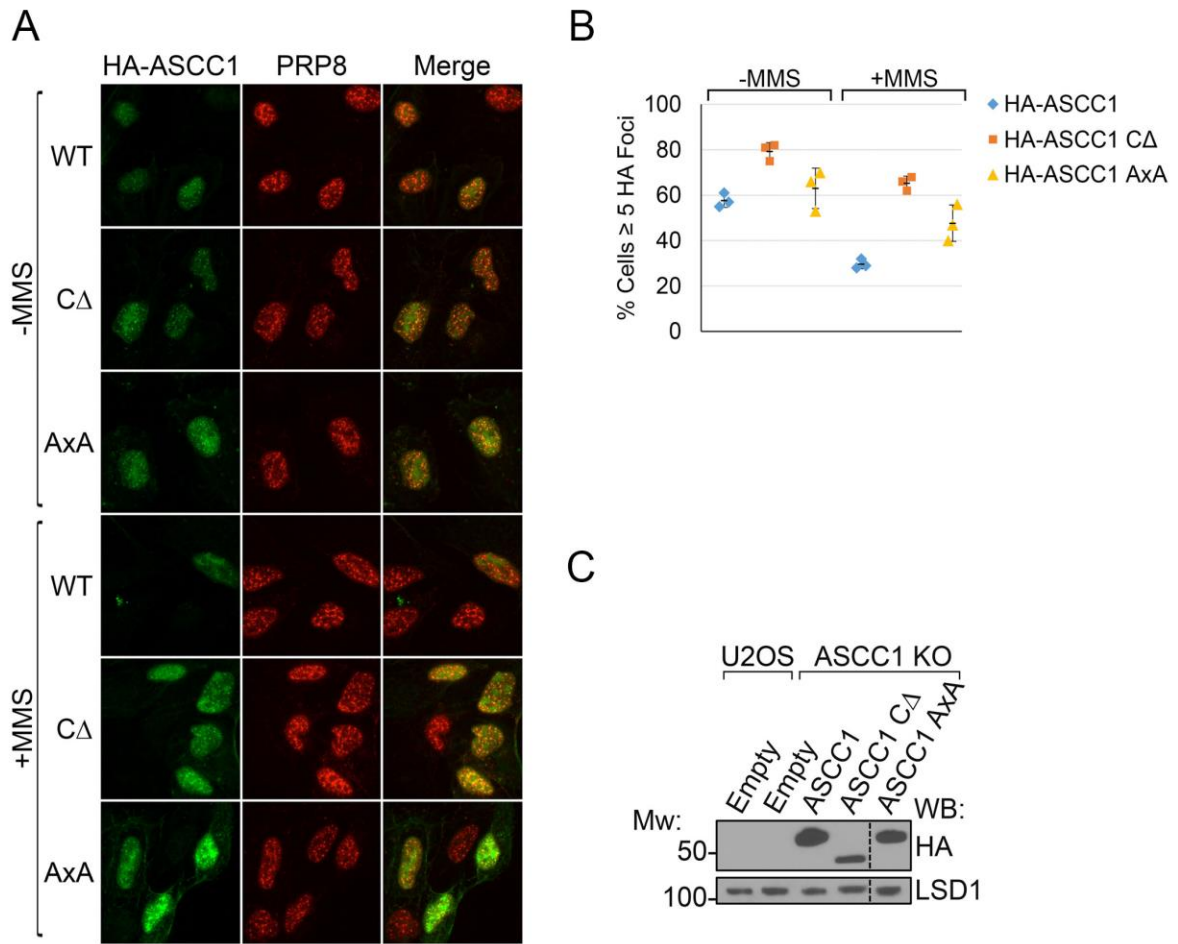 A
HA-ASCC1 PRP8 Merge
-MMS
WT
CΔ
AxA
+MMS
WT
CΔ
AxA
B
-MMS +MMS
% Cells ≥ 5 HA Foci
100
80
60
40
20
0
HA-ASCC1
HA-ASCC1 CΔ
HA-ASCC1 AxA
C
U2OS ASCC1 KO
Empty
Empty
ASCC1
ASCC1 CΔ
ASCC1 AxA
Mw: WB:
50 HA
100 LSD1